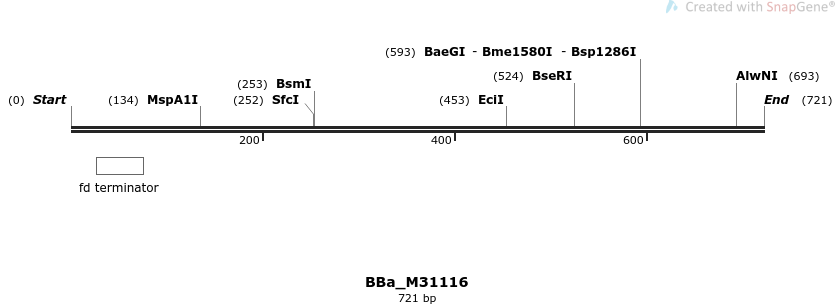 Created with SnapGene®
(593) BaeGI - Bme1580I - Bsp1286I
(524) BseRI
AlwNI (693)
(253) BsmI
(0) Start
(134) MspA1I
(252) SfcI
(453) EciI
End (721)
200
400
600
fd terminator
BBa_M31116
721 bp